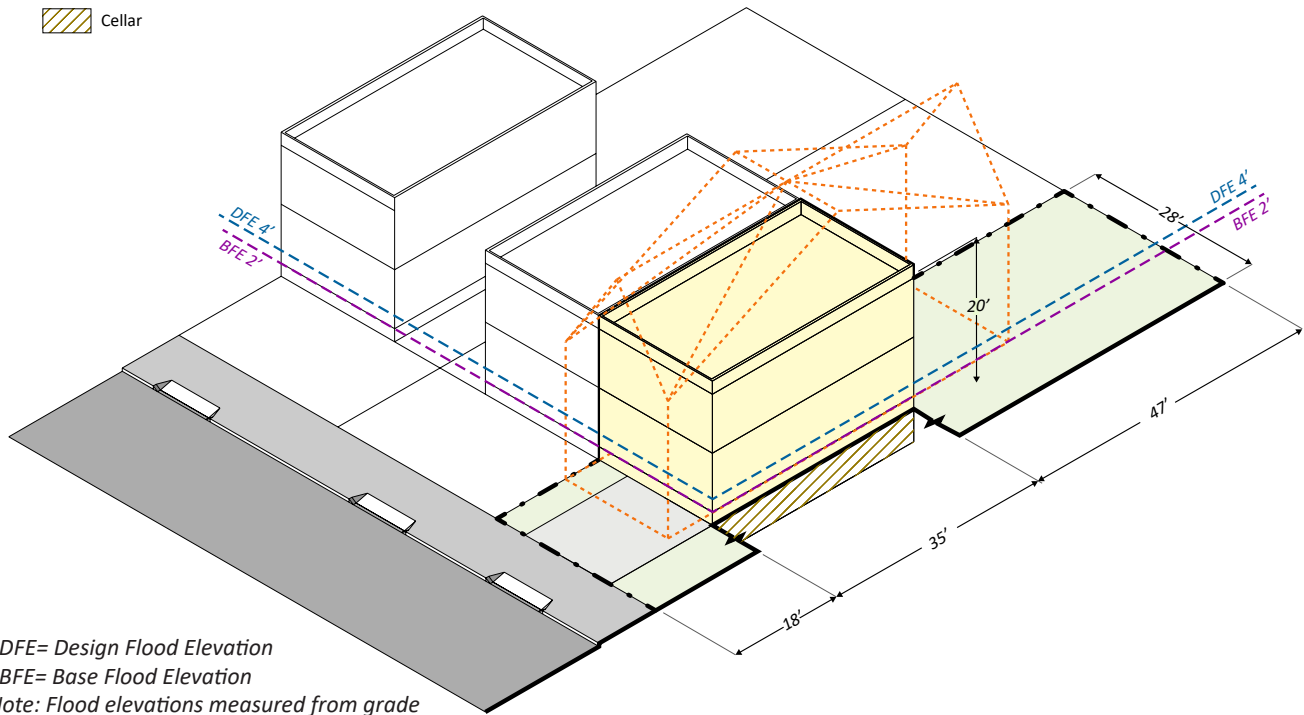 Cellar
DFE 4'
BFE 2'
DFE 4'
BFE 2'
28'
20'
47'
35'
18'
DFE= Design Flood Elevation
BFE= Base Flood Elevation
Note: Flood elevations measured from grade